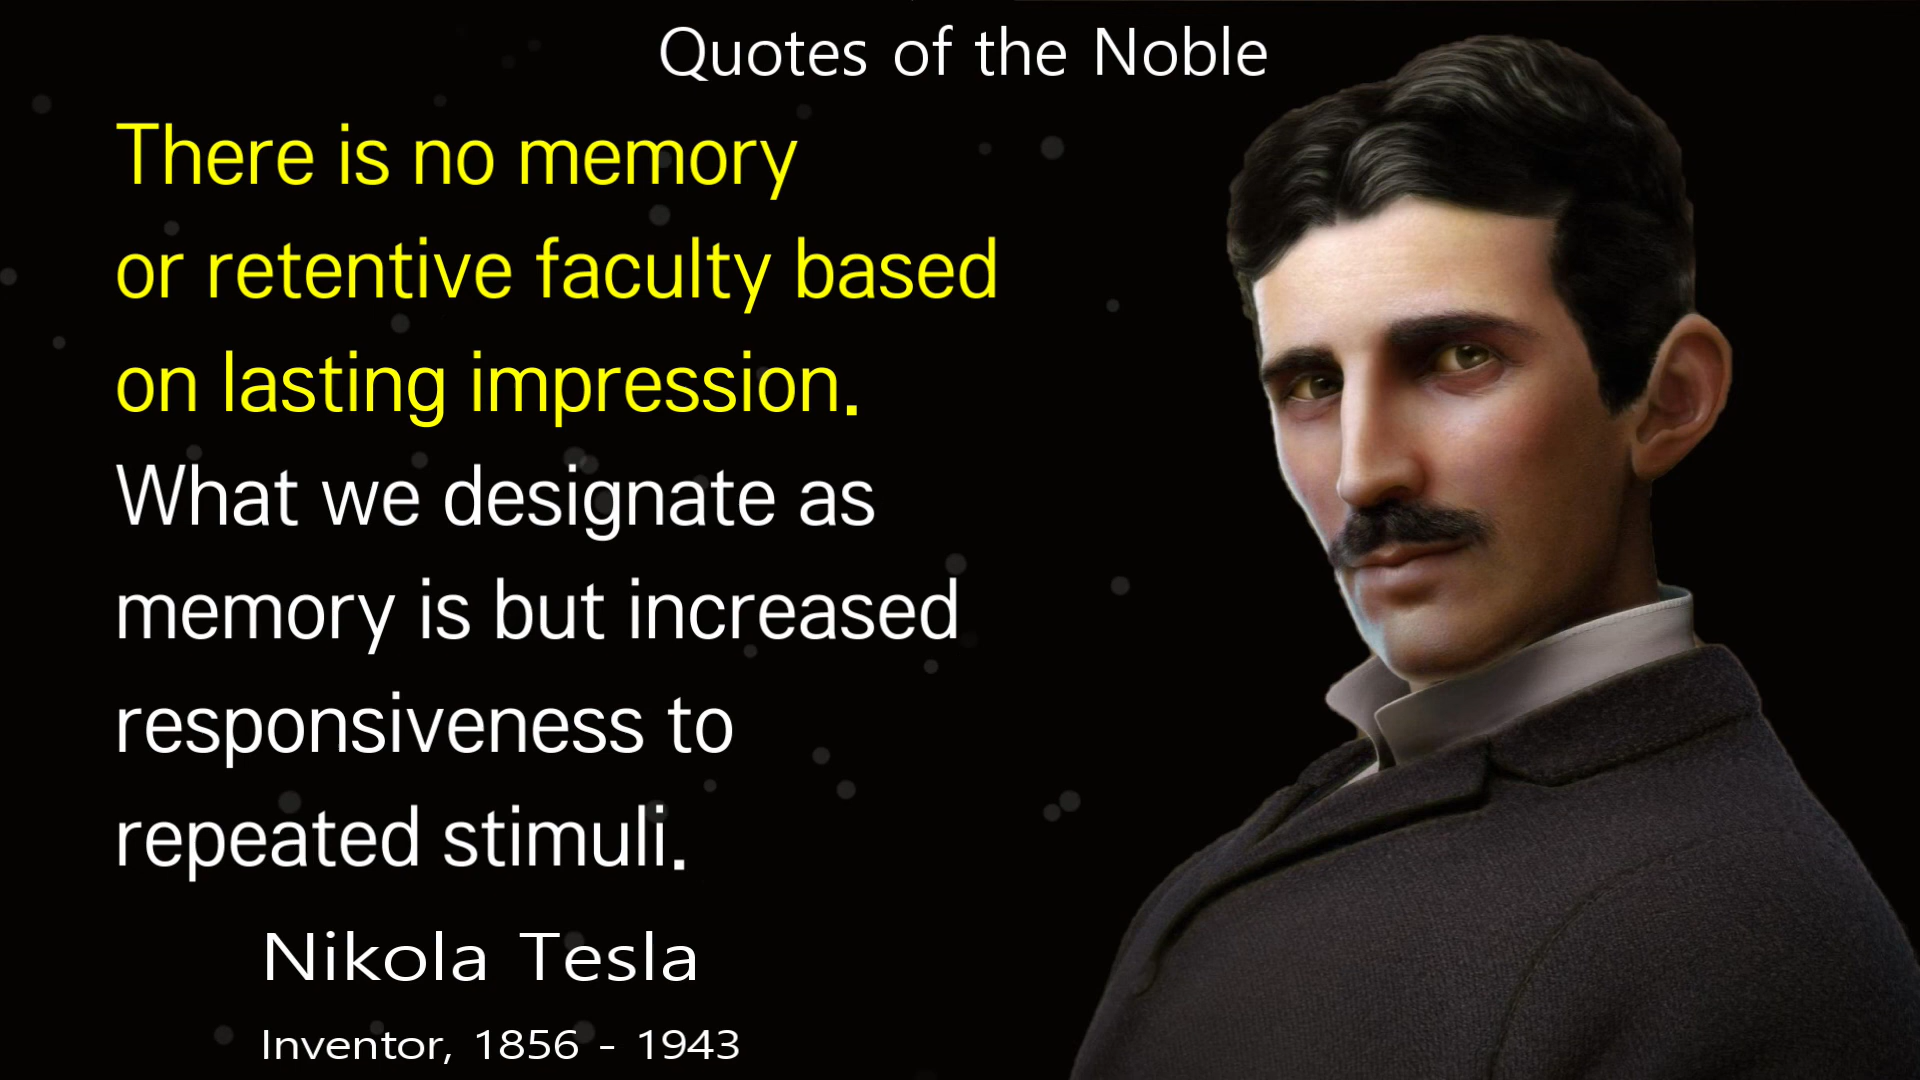 Quotes of the Noble
There is no memory
or retentive faculty based
on lasting impression.
What we designate as
memory is but increased
responsiveness to
repeated stimuli.
Nikola Tesla
Inventor, 1856 - 1943